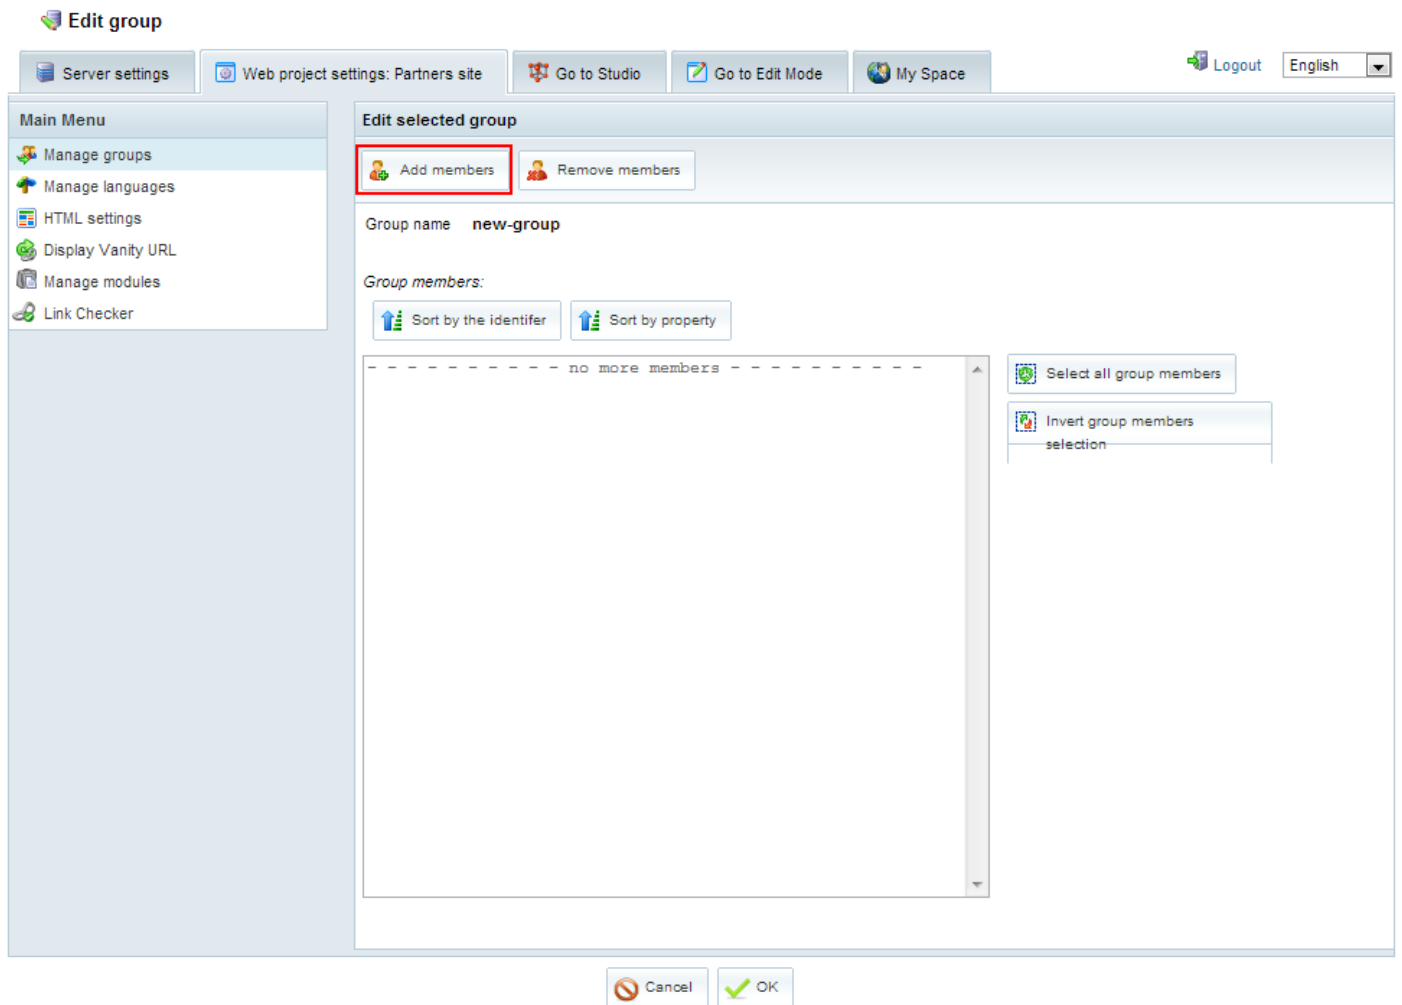 Edit group
Server settings
Web project settings: Partners site
Go to Studio
Go to Edit Mode
My Space
Logout
English
Main Menu
Manage groups
Manage languages
HTML settings
Display Vanity URL
Manage modules
Link Checker
Edit selected group
Add members
Remove members
Group name new-group
Group members:
Sort by the identifer
Sort by property
- - - - - - - - - - no more members - - - - - - - - - -
Select all group members
Invert group members
selection
Cancel
OK